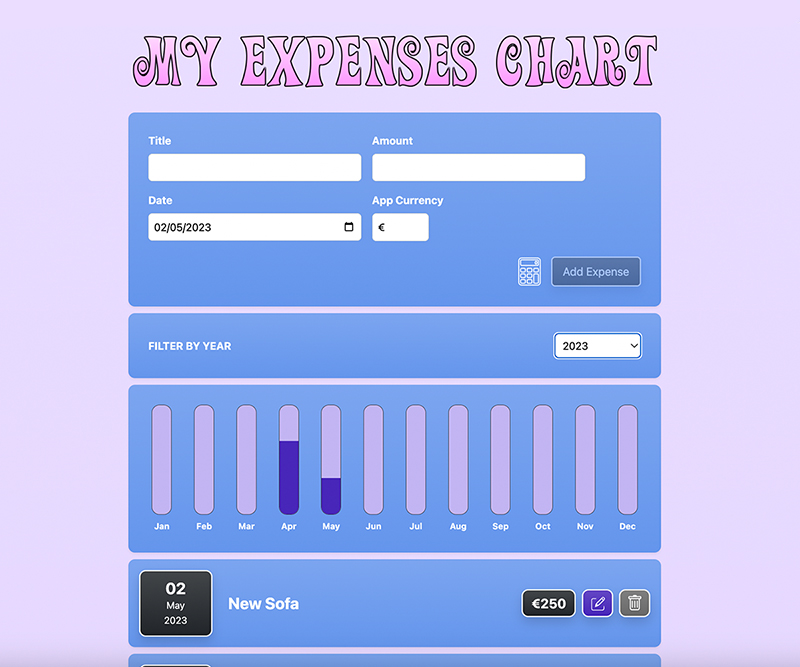 MY EXPENSES CHART
Title Amount
Date App Currency
02/05/2023 €
Add Expense
FILTER BY YEAR 2023
Jan Feb Mar Apr May Jun Jul Aug Sep Oct Nov Dec
02
May
2023
New Sofa €250